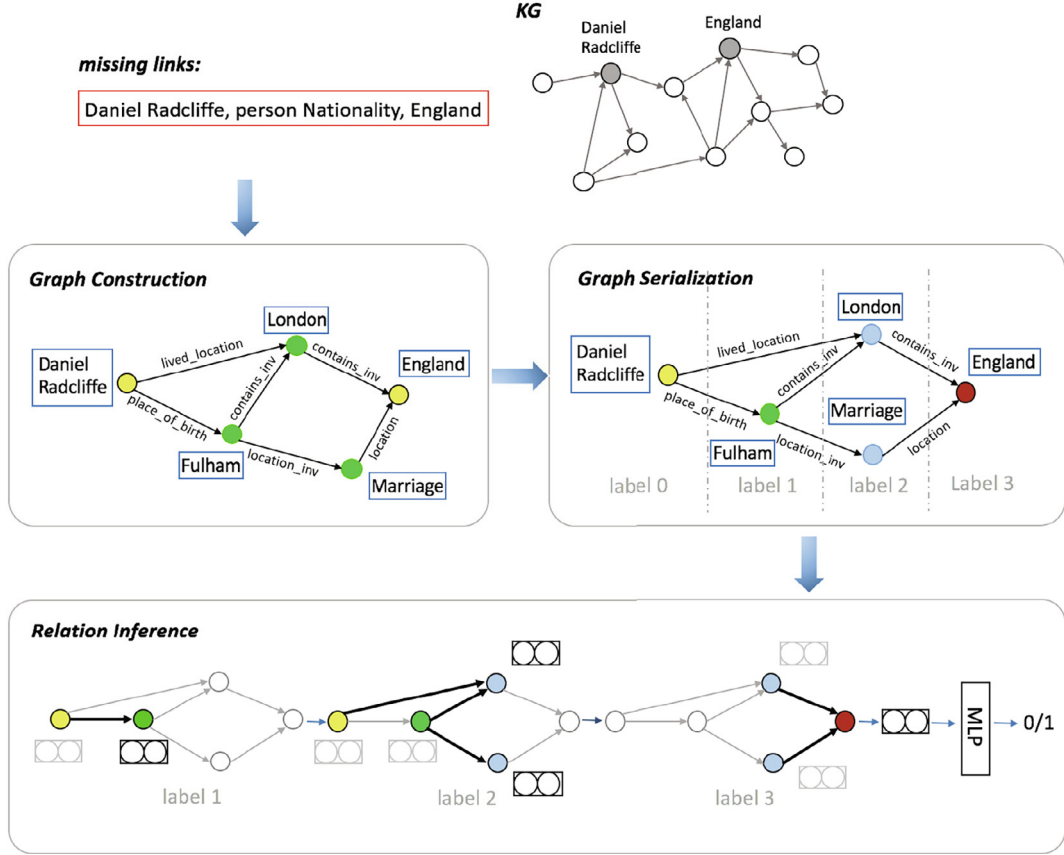 KG
Daniel
Radcliffe
England
missing links:
Daniel Radcliffe, person Nationality, England
Graph Construction
London
lived_location
contains_inv
Daniel
Radcliffe
England
contains_inv
place_of_birth
location
Fulham
location_inv
Marriage
Graph Serialization
London
lived_location
contains_inv
Daniel
Radcliffe
England
contains_inv
place_of_birth
Marriage
location
Fulham
location_inv
label 0
label 1
label 2
Label 3
Relation Inference
MLP
0/1
label 1
label 2
label 3